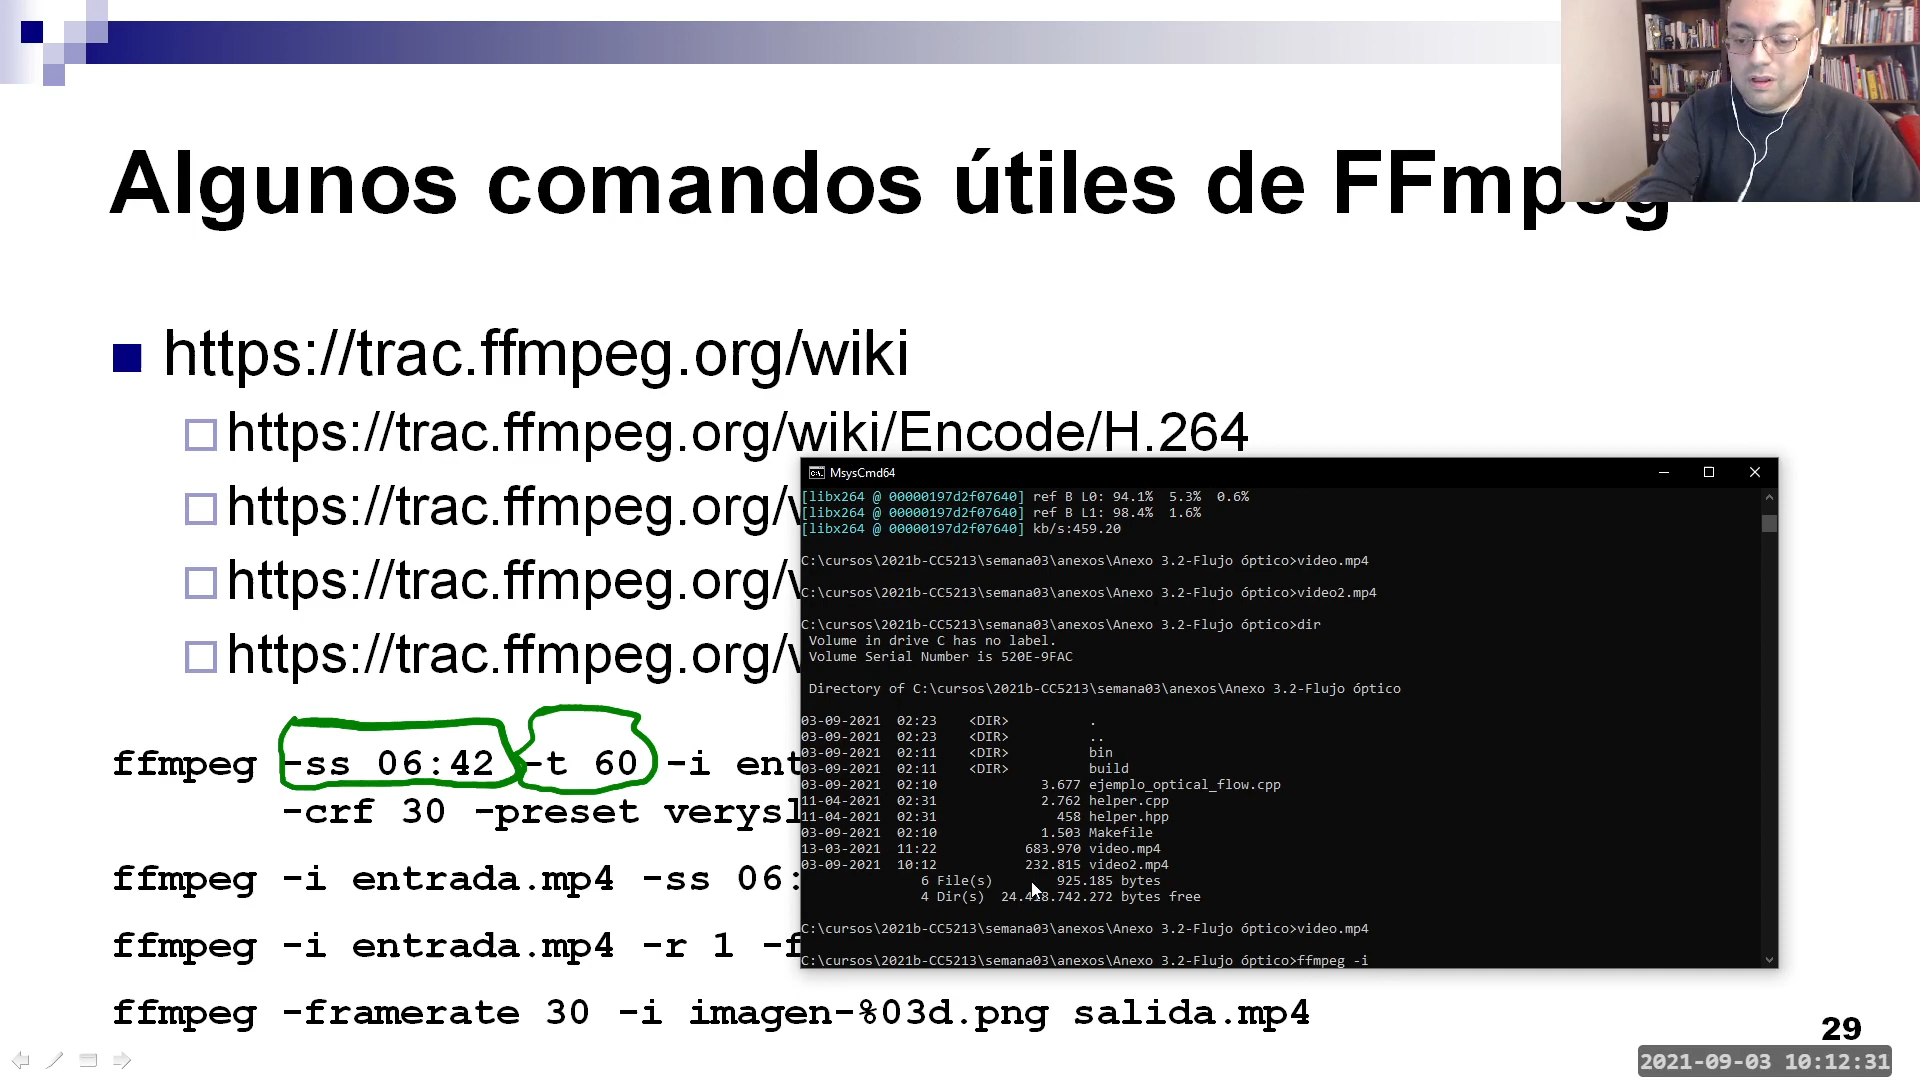 Algunos comandos útiles de FFmpeg
https://trac.ffmpeg.org/wiki
https://trac.ffmpeg.org/wiki/Encode/H.264
https://trac.ffmpeg.org/
https://trac.ffmpeg.org/
https://trac.ffmpeg.org/
ffmpeg -ss 06:42 -t 60 -i ent
-crf 30 -preset verysl
ffmpeg -i entrada.mp4 -ss 06:
ffmpeg -i entrada.mp4 -r 1 -f
ffmpeg -framerate 30 -i imagen-%03d.png salida.mp4
29
MsysCmd64
[libx264 @ 00000197d2f07640] ref B L0: 94.1%  5.3%  0.6%
[libx264 @ 00000197d2f07640] ref B L1: 98.4%  1.6%
[libx264 @ 00000197d2f07640] kb/s:459.20
C:\cursos\2021b-CC5213\semana03\anexos\Anexo 3.2-Flujo óptico>video.mp4
C:\cursos\2021b-CC5213\semana03\anexos\Anexo 3.2-Flujo óptico>video2.mp4
C:\cursos\2021b-CC5213\semana03\anexos\Anexo 3.2-Flujo óptico>dir
Volume in drive C has no label.
Volume Serial Number is 520E-9FAC
Directory of C:\cursos\2021b-CC5213\semana03\anexos\Anexo 3.2-Flujo óptico
03-09-2021  02:23    <DIR>          .
03-09-2021  02:23    <DIR>          ..
03-09-2021  02:11    <DIR>          bin
03-09-2021  02:11    <DIR>          build
03-09-2021  02:10             3.677 ejemplo_optical_flow.cpp
11-04-2021  02:31             2.762 helper.cpp
11-04-2021  02:31               458 helper.hpp
03-09-2021  02:10             1.503 Makefile
13-03-2021  11:22           683.970 video.mp4
03-09-2021  10:12           232.815 video2.mp4
6 File(s)        925.185 bytes
4 Dir(s)  24.418.742.272 bytes free
C:\cursos\2021b-CC5213\semana03\anexos\Anexo 3.2-Flujo óptico>video.mp4
C:\cursos\2021b-CC5213\semana03\anexos\Anexo 3.2-Flujo óptico>ffmpeg -i
2021-09-03 10:12:31